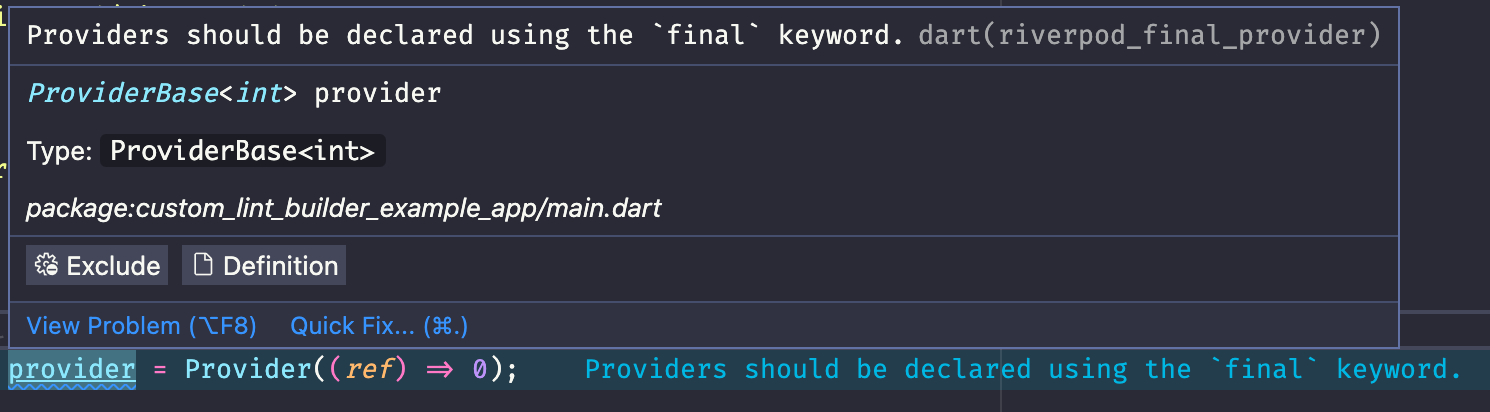 Providers should be declared using the `final` keyword. dart(riverpod_final_provider)
ProviderBase<int> provider
Type: ProviderBase<int>
package:custom_lint_builder_example_app/main.dart
Exclude Definition
View Problem (⌥F8) Quick Fix... (⌘.)
provider = Provider((ref) => 0); Providers should be declared using the `final` keyword.